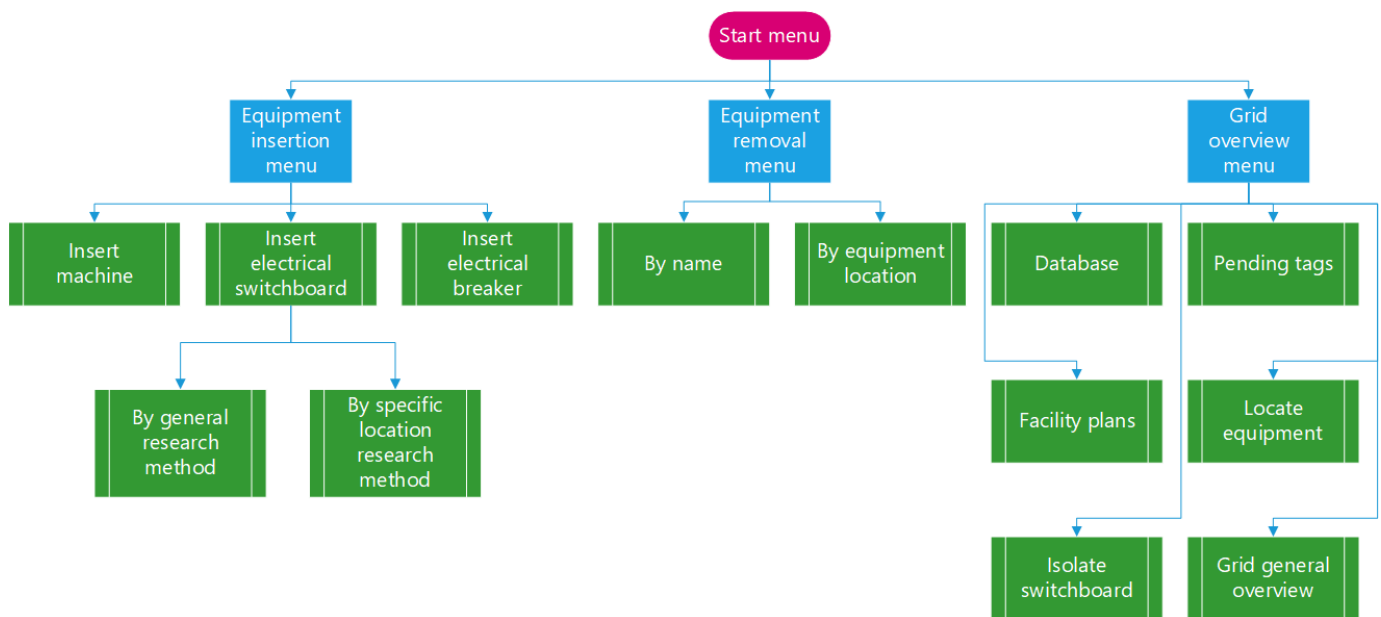 Start menu
Equipment
insertion
menu
Equipment
removal
menu
Grid
overview
menu
Insert
machine
Insert
electrical
switchboard
Insert
electrical
breaker
By name
By equipment
location
Database
Pending tags
By general
research
method
By specific
location
research
method
Facility plans
Locate
equipment
Isolate
switchboard
Grid general
overview